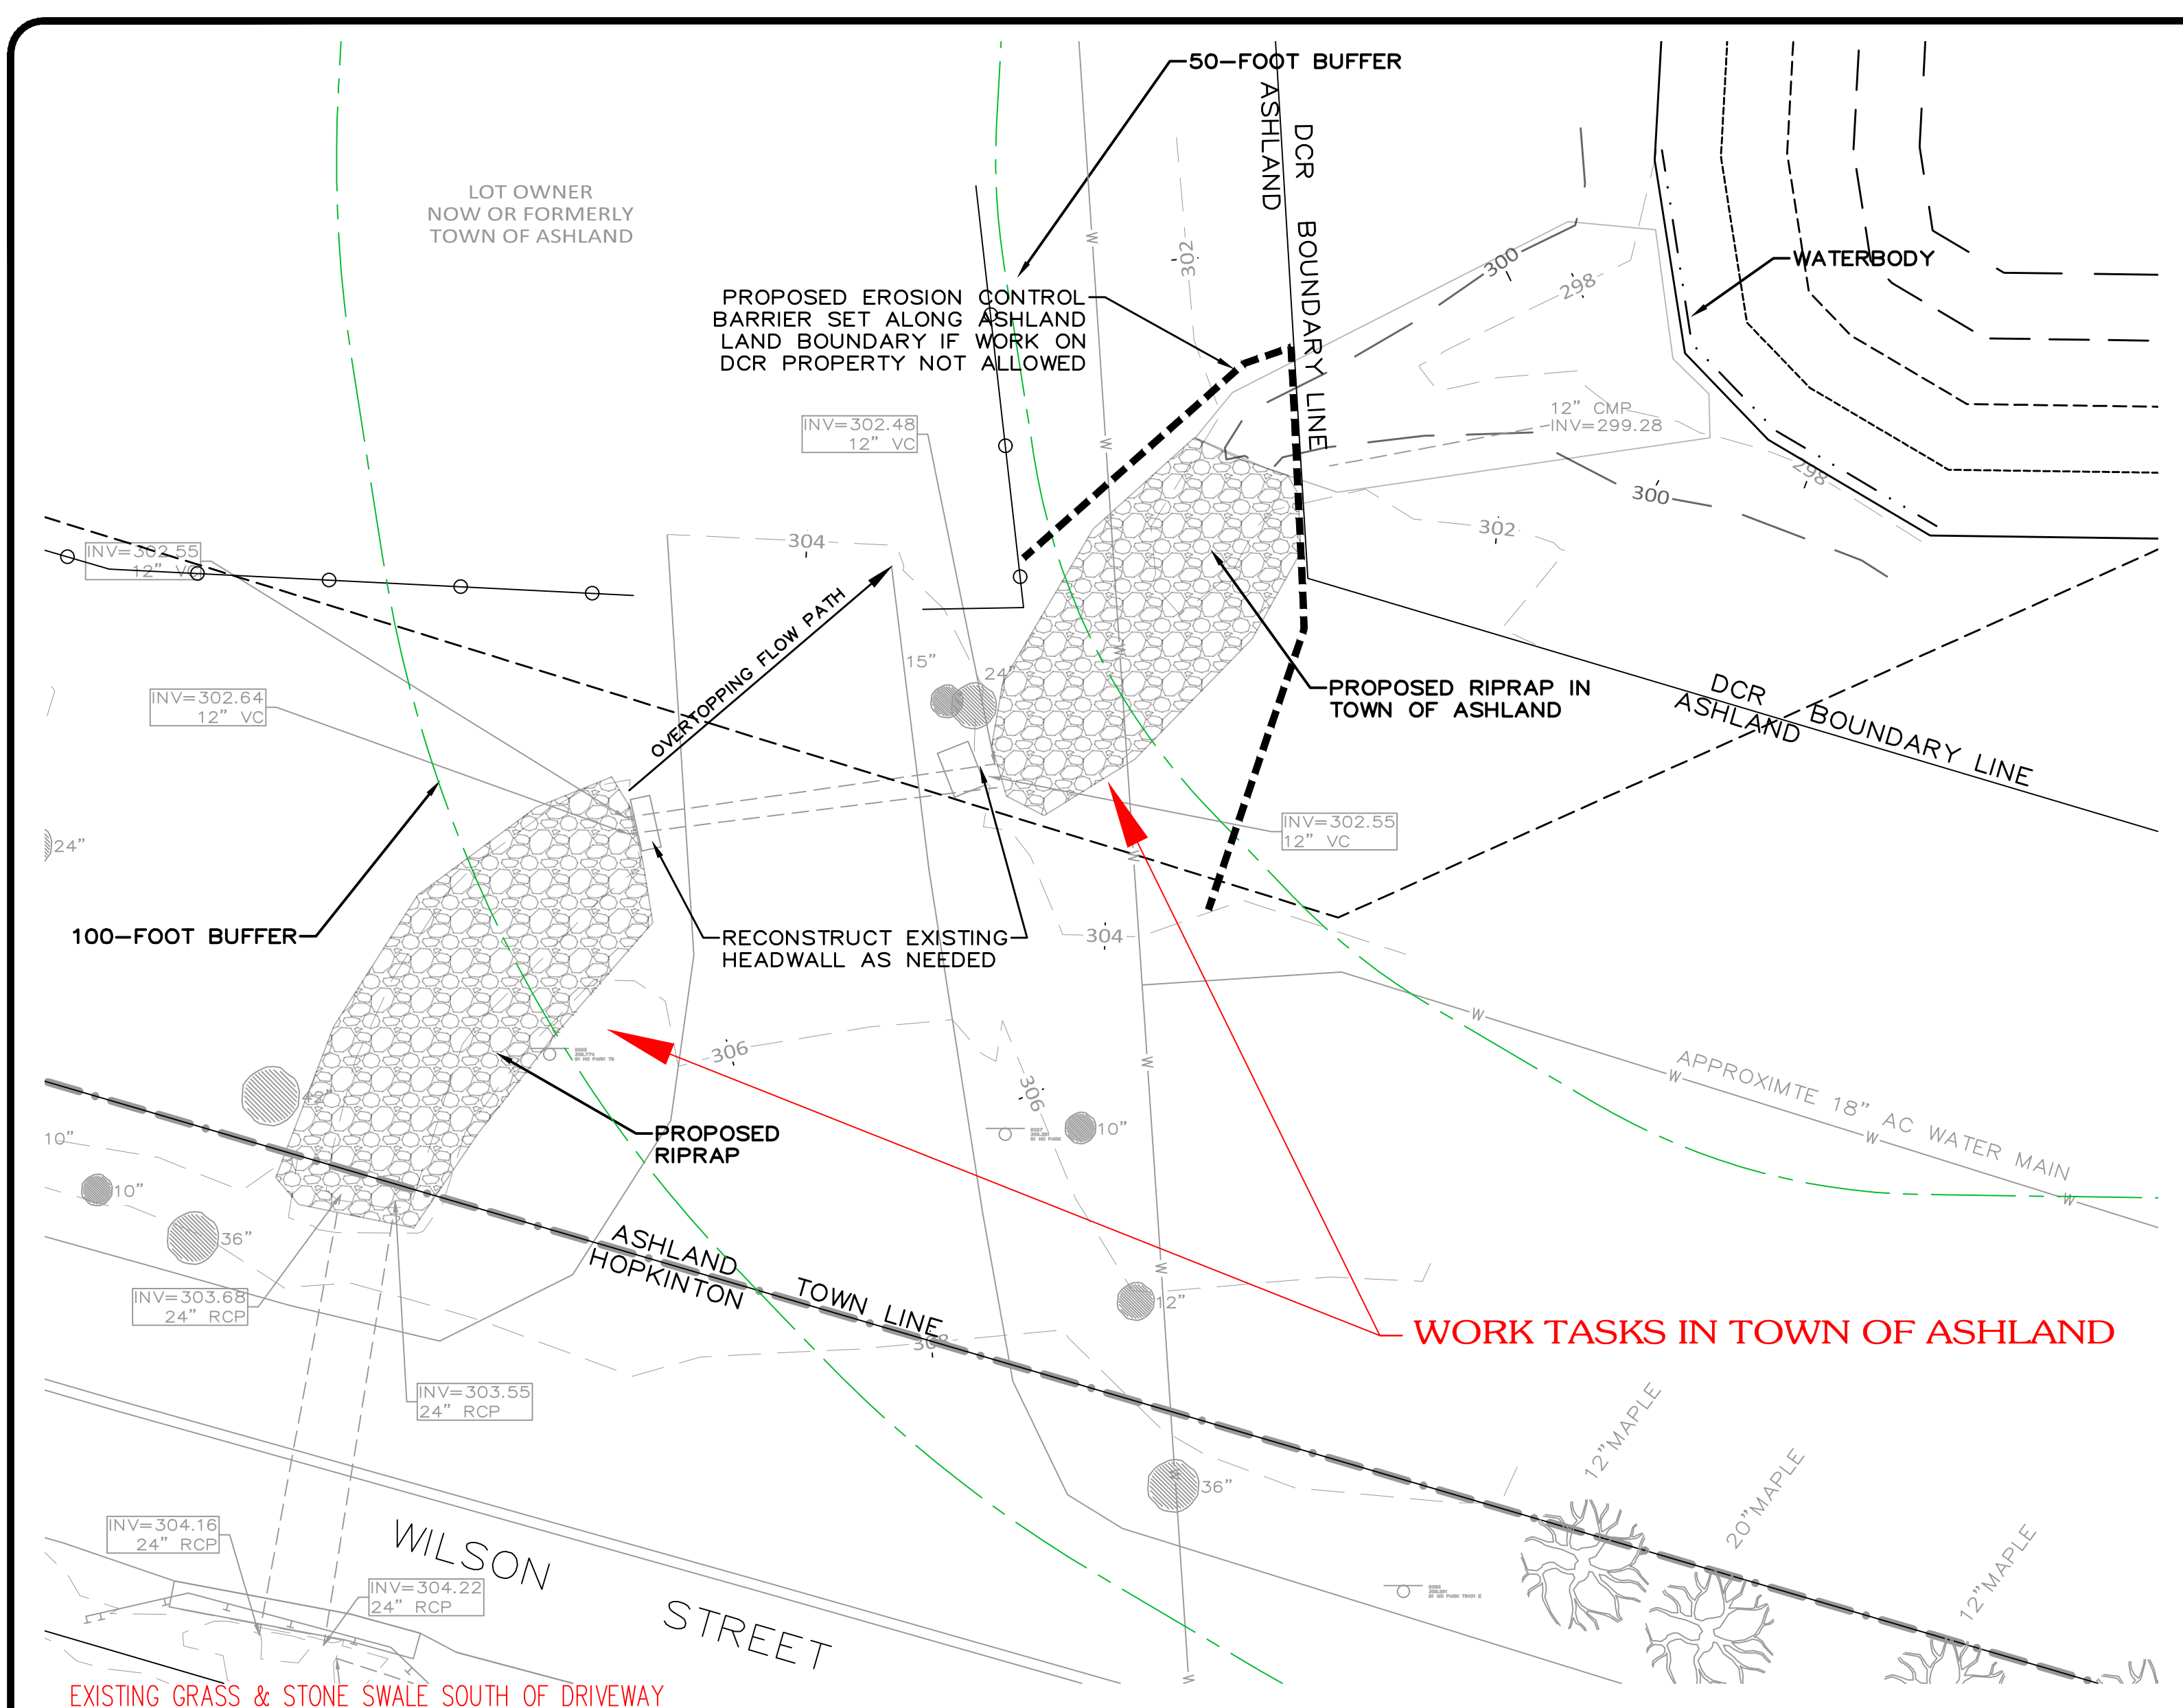 50-FOOT BUFFER
ASHLAND
DCR BOUNDARY LINE
LOT OWNER
NOW OR FORMERLY
TOWN OF ASHLAND
302
300
298
WATERBODY
PROPOSED EROSION CONTROL
BARRIER SET ALONG ASHLAND
LAND BOUNDARY IF WORK ON
DCR PROPERTY NOT ALLOWED
W
INV=302.48
12" VC
12" CMP
INV=299.28
W
298
300
302
304
INV=302.55
12" VC
OVERTOPPING FLOW PATH
15"
24"
W
INV=302.64
12" VC
PROPOSED RIPRAP IN
TOWN OF ASHLAND
DCR BOUNDARY LINE
ASHLAND
24"
INV=302.55
12" VC
W
100-FOOT BUFFER
RECONSTRUCT EXISTING
HEADWALL AS NEEDED
304
W
306
306
W
APPROXIMTE 18" AC WATER MAIN
W
W
W
42"
10"
10"
10"
PROPOSED
RIPRAP
36"
ASHLAND
HOPKINTON
TOWN LINE
W
12"
INV=303.68
24" RCP
308
WORK TASKS IN TOWN OF ASHLAND
INV=303.55
24" RCP
W
36"
12"MAPLE
20"MAPLE
12"MAPLE
INV=304.16
24" RCP
WILSON
STREET
INV=304.22
24" RCP
W
EXISTING GRASS & STONE SWALE SOUTH OF DRIVEWAY